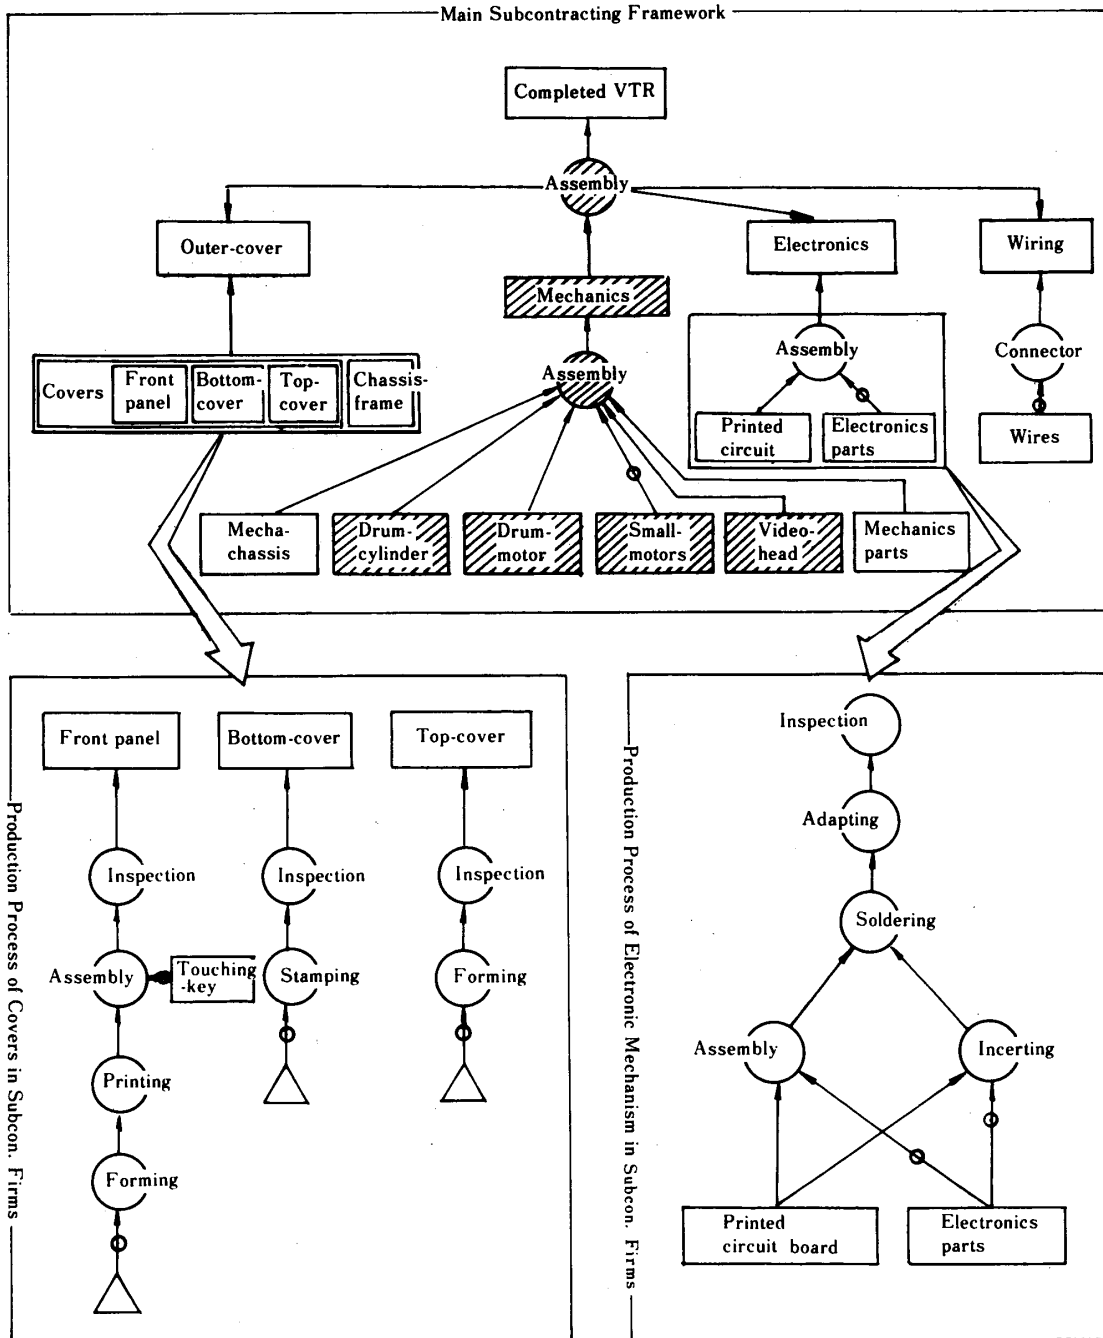 Main Subcontracting Framework
Completed VTR
Assembly
Outer-cover
Electronics
Wiring
Mechanics
Assembly
Assembly
Connector
Covers
Front
panel
Bottom-
cover
Top-
cover
Chassis-
frame
Printed
circuit
Electronics
parts
Wires
Mecha-
chassis
Drum-
cylinder
Drum-
motor
Small-
motors
Video-
head
Mechanics
parts
Production Process of Covers in Subcon. Firms
Front panel
Bottom-cover
Top-cover
Inspection
Inspection
Inspection
Assembly
Touching
-key
Stamping
Forming
Printing
Forming
Production Process of Electronic Mechanism in Subcon. Firms
Inspection
Adapting
Soldering
Assembly
Incerting
Printed
circuit board
Electronics
parts